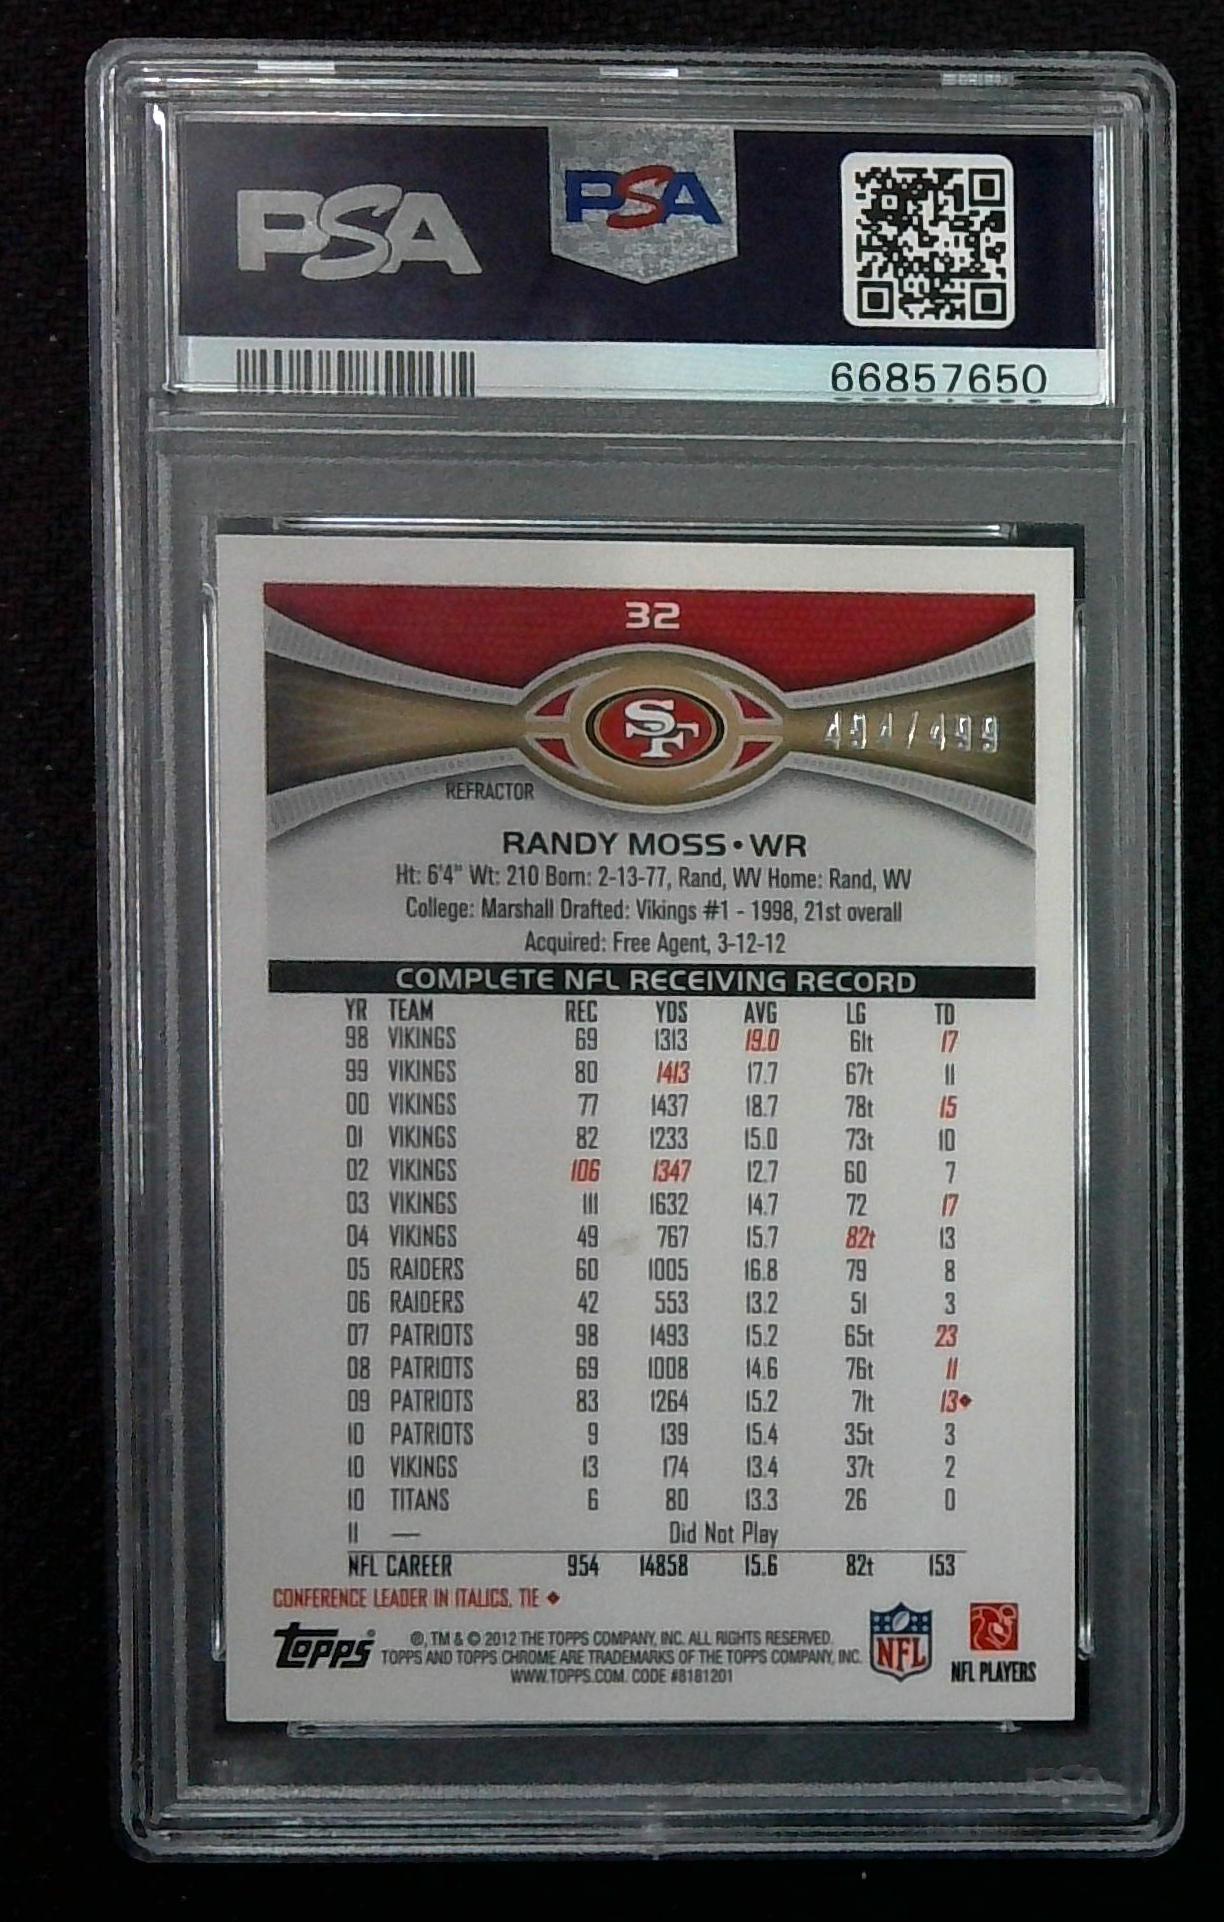 PSA
PSA
66857650
32
SF
494/499
REFRACTOR
RANDY MOSS • WR
Ht: 6'4" Wt: 210 Born: 2-13-77, Rand, WV Home: Rand, WV
College: Marshall Drafted: Vikings #1 - 1998, 21st overall
Acquired: Free Agent, 3-12-12
COMPLETE NFL RECEIVING RECORD
YR TEAM REC YDS AVG LG TD
98 VIKINGS 69 1313 19.0 61t 17
99 VIKINGS 80 1413 17.7 67t 11
00 VIKINGS 77 1437 18.7 78t 15
01 VIKINGS 82 1233 15.0 73t 10
02 VIKINGS 106 1347 12.7 60 7
03 VIKINGS 111 1632 14.7 72 17
04 VIKINGS 49 767 15.7 82t 13
05 RAIDERS 60 1005 16.8 79 8
06 RAIDERS 42 553 13.2 51 3
07 PATRIOTS 98 1493 15.2 65t 23
08 PATRIOTS 69 1008 14.6 76t 11
09 PATRIOTS 83 1264 15.2 71t 13◆
10 PATRIOTS 9 139 15.4 35t 3
10 VIKINGS 13 174 13.4 37t 2
10 TITANS 6 80 13.3 26 0
11 — Did Not Play
NFL CAREER 954 14858 15.6 82t 153
CONFERENCE LEADER IN ITALICS. TIE ◆
Topps
®, TM & © 2012 THE TOPPS COMPANY, INC. ALL RIGHTS RESERVED.
TOPPS AND TOPPS CHROME ARE TRADEMARKS OF THE TOPPS COMPANY, INC.
WWW.TOPPS.COM. CODE #8181201
NFL
NFL PLAYERS
PSA